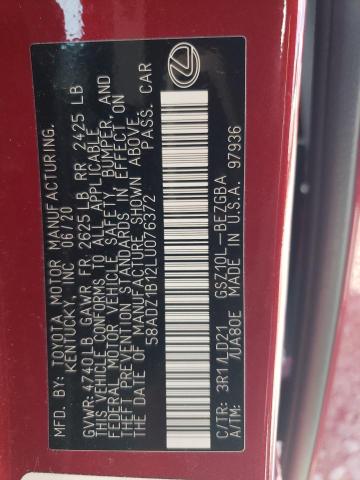 MFD. BY: TOYOTA MOTOR MANUFACTURING,
KENTUCKY, INC. 06/20
GVWR: 4740LB GAWR FR 2625 LB RR 2425 LB
THIS VEHICLE CONFORMS TO ALL APPLICABLE
FEDERAL MOTOR VEHICLE SAFETY, BUMPER, AND
THEFT PREVENTION STANDARDS IN EFFECT ON
THE DATE OF MANUFACTURE SHOWN ABOVE.
58ADZ1B12LU076372 PASS. CAR
C/TR: 3R1/LD21 GSZ10L-BEZGBA
A/TM: /UA80E MADE IN U.S.A. 97936